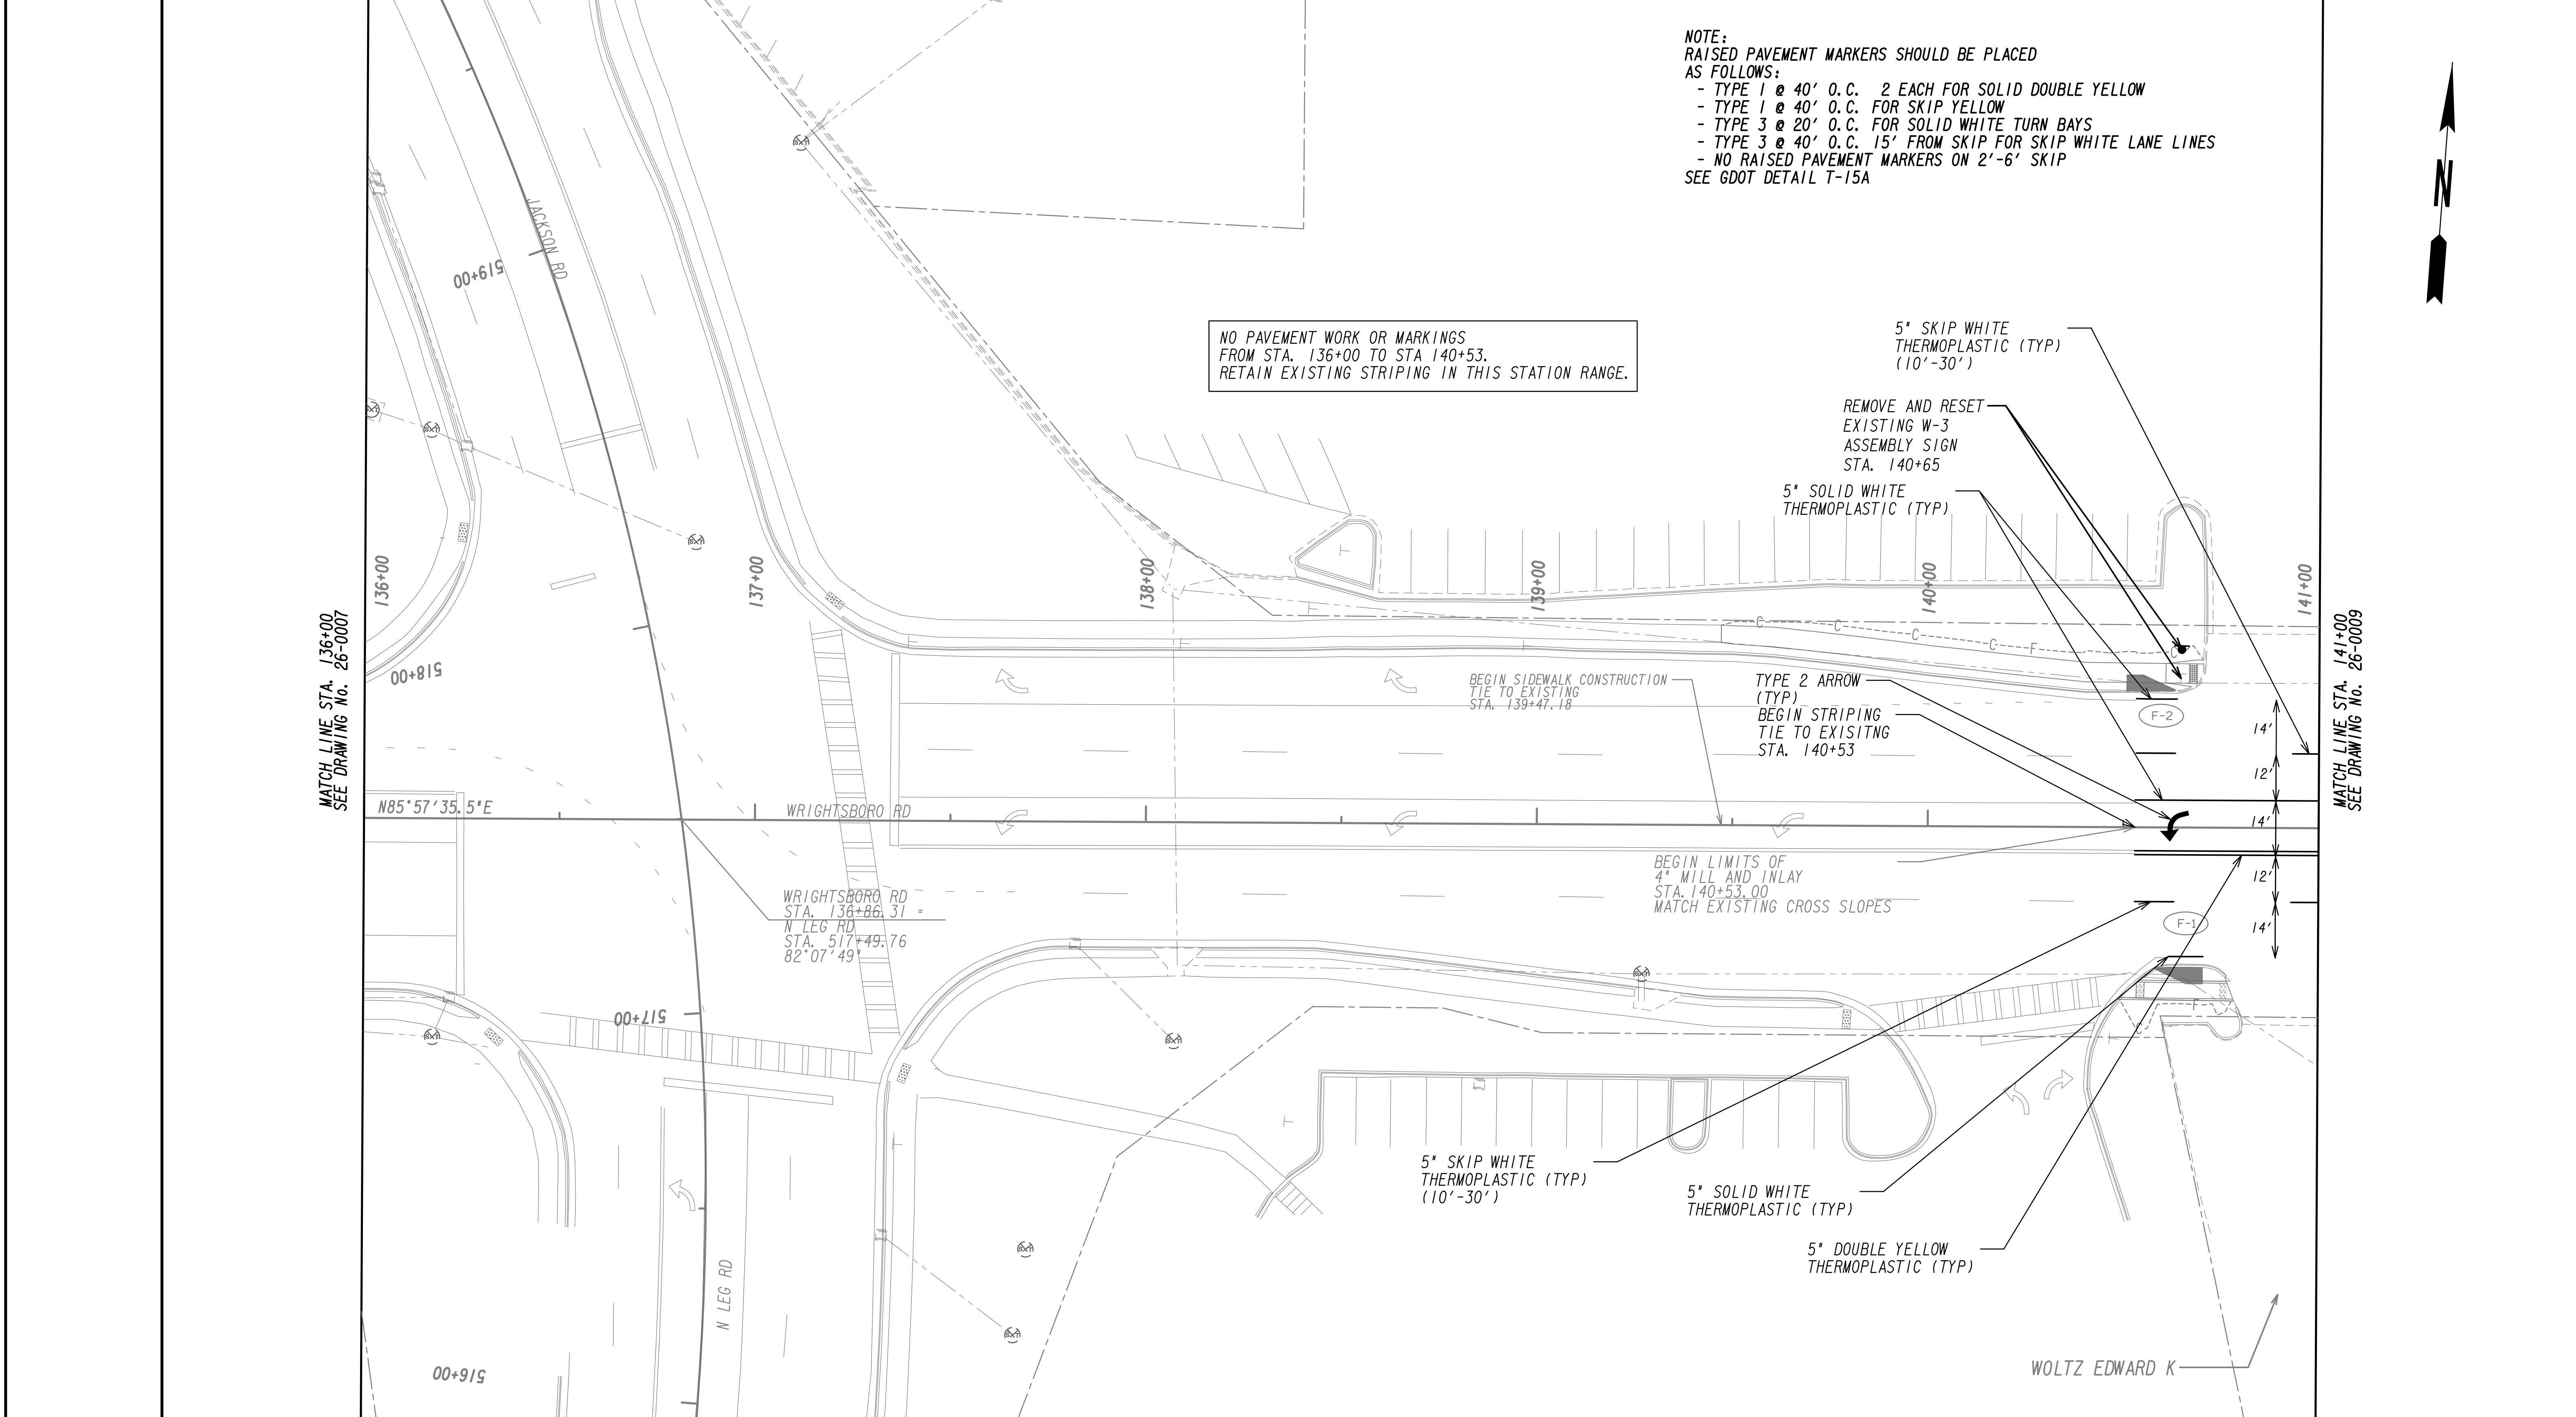 NOTE:
RAISED PAVEMENT MARKERS SHOULD BE PLACED
AS FOLLOWS:
- TYPE 1 @ 40' O.C. 2 EACH FOR SOLID DOUBLE YELLOW
- TYPE 1 @ 40' O.C. FOR SKIP YELLOW
- TYPE 3 @ 20' O.C. FOR SOLID WHITE TURN BAYS
- TYPE 3 @ 40' O.C. 15' FROM SKIP FOR SKIP WHITE LANE LINES
- NO RAISED PAVEMENT MARKERS ON 2'-6' SKIP
SEE GDOT DETAIL T-15A
N
JACKSON RD
519+00
NO PAVEMENT WORK OR MARKINGS
FROM STA. 136+00 TO STA 140+53.
RETAIN EXISTING STRIPING IN THIS STATION RANGE.
5" SKIP WHITE
THERMOPLASTIC (TYP)
(10'-30')
REMOVE AND RESET
EXISTING W-3
ASSEMBLY SIGN
STA. 140+65
5" SOLID WHITE
THERMOPLASTIC (TYP)
136+00
137+00
138+00
139+00
140+00
141+00
MATCH LINE STA. 136+00
SEE DRAWING No. 26-0007
MATCH LINE STA. 141+00
SEE DRAWING No. 26-0009
518+00
C
C
C
C
F
C
BEGIN SIDEWALK CONSTRUCTION
TIE TO EXISTING
STA. 139+47.18
TYPE 2 ARROW
(TYP)
BEGIN STRIPING
TIE TO EXISITNG
STA. 140+53
F-2
14'
12'
14'
12'
14'
N85°57'35.5"E
WRIGHTSBORO RD
BEGIN LIMITS OF
4" MILL AND INLAY
STA.140+53.00
MATCH EXISTING CROSS SLOPES
WRIGHTSBORO RD
STA. 136+86.31 =
N LEG RD
STA. 517+49.76
82°07'49"
F-1
517+00
C
F
5" SKIP WHITE
THERMOPLASTIC (TYP)
(10'-30')
5" SOLID WHITE
THERMOPLASTIC (TYP)
5" DOUBLE YELLOW
THERMOPLASTIC (TYP)
N LEG RD
516+00
WOLTZ EDWARD K